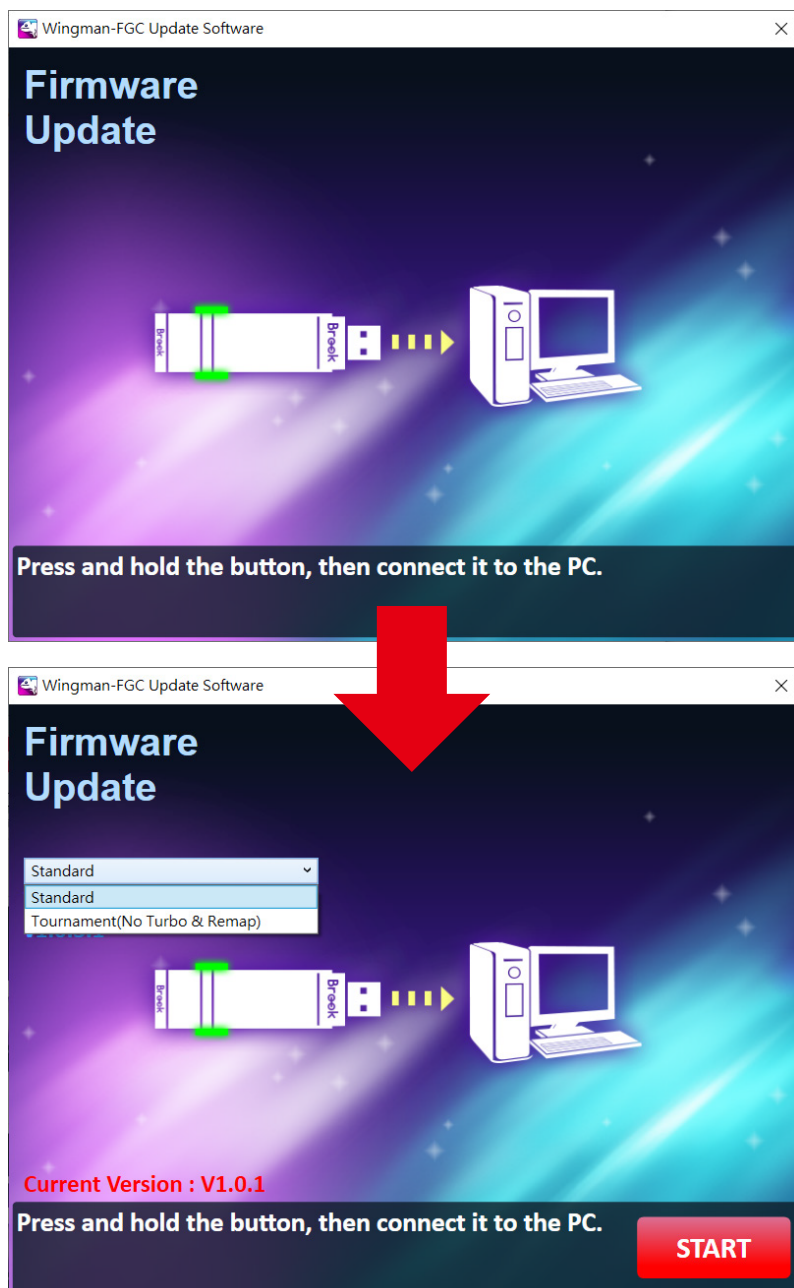 Wingman-FGC Update Software
Firmware
Update
Brook
Brook
Press and hold the button, then connect it to the PC.
Wingman-FGC Update Software
Firmware
Update
Standard
Standard
Tournament(No Turbo & Remap)
Brook
Brook
Current Version : V1.0.1
Press and hold the button, then connect it to the PC.
START